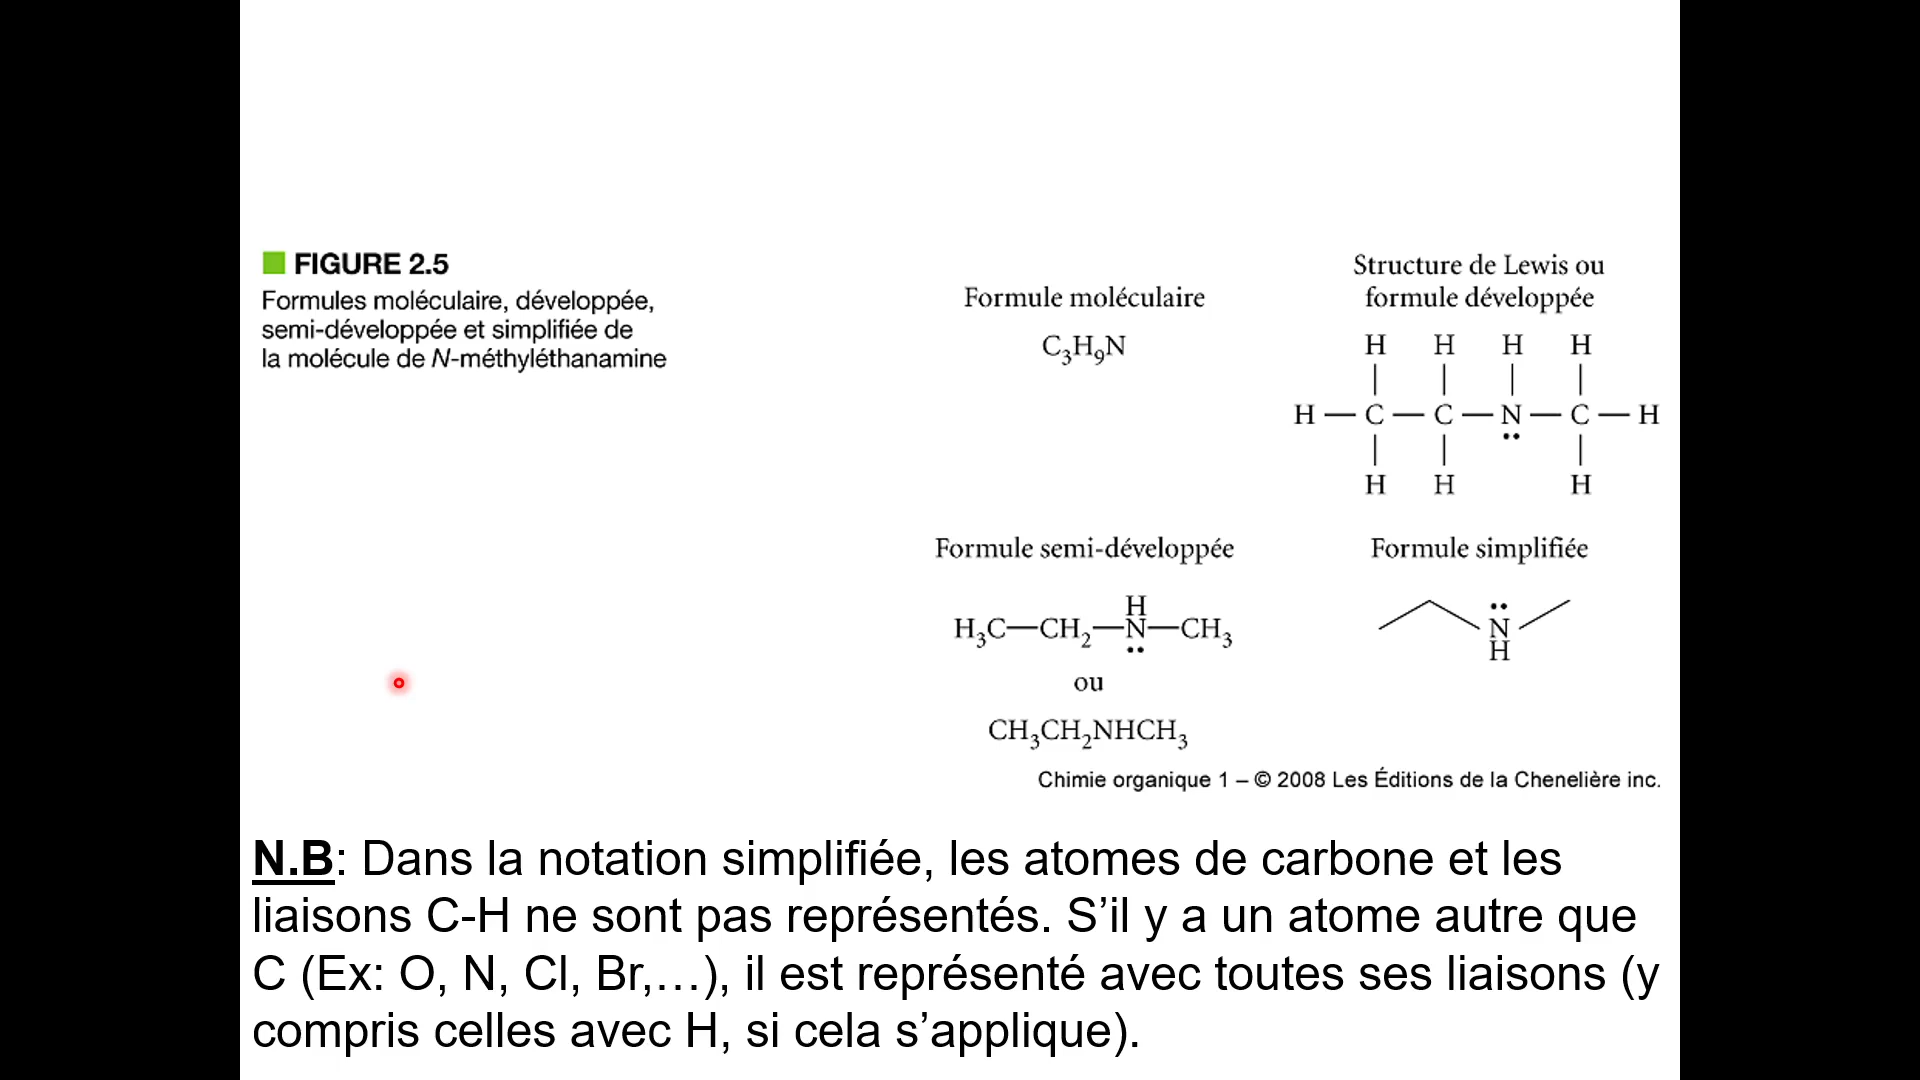 FIGURE 2.5
Formules moléculaire, développée,
semi-développée et simplifiée de
la molécule de N-méthyléthanamine
Formule moléculaire
C₃H₉N
Structure de Lewis ou
formule développée
H H H H
H — C — C — N — C — H
H H H
Formule semi-développée
H
H₃C—CH₂—N—CH₃
ou
CH₃CH₂NHCH₃
Formule simplifiée
N
H
Chimie organique 1 – © 2008 Les Éditions de la Chenelière inc.
N.B: Dans la notation simplifiée, les atomes de carbone et les
liaisons C-H ne sont pas représentés. S’il y a un atome autre que
C (Ex: O, N, Cl, Br,…), il est représenté avec toutes ses liaisons (y
compris celles avec H, si cela s’applique).